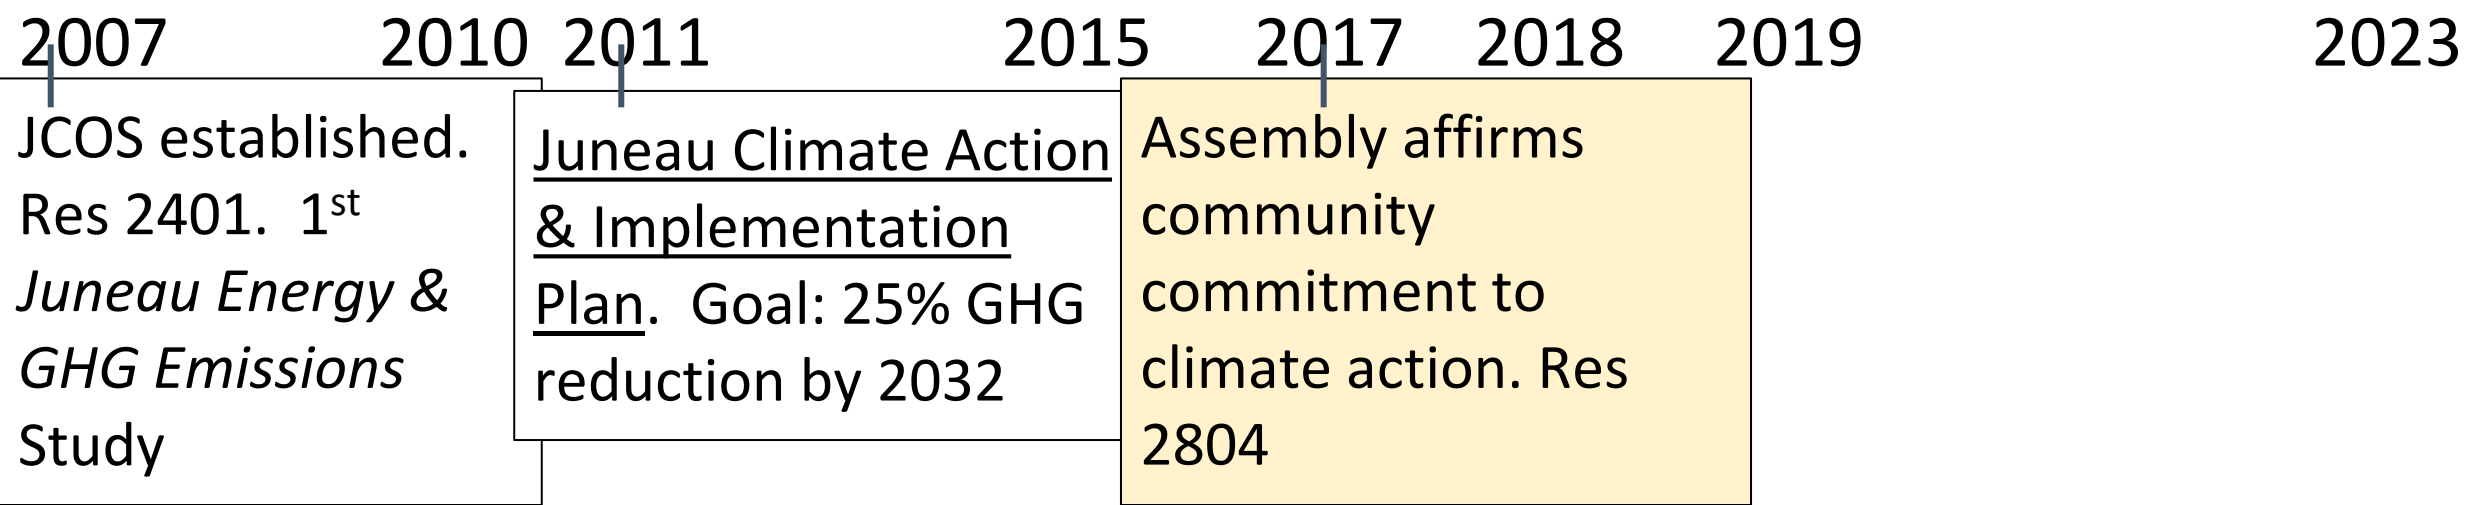 2007 2010 2011 2015 2017 2018 2019 2023
JCOS established.
Res 2401. 1st
Juneau Energy &
GHG Emissions
Study
Juneau Climate Action
& Implementation
Plan. Goal: 25% GHG
reduction by 2032
Assembly affirms
community
commitment to
climate action. Res
2804